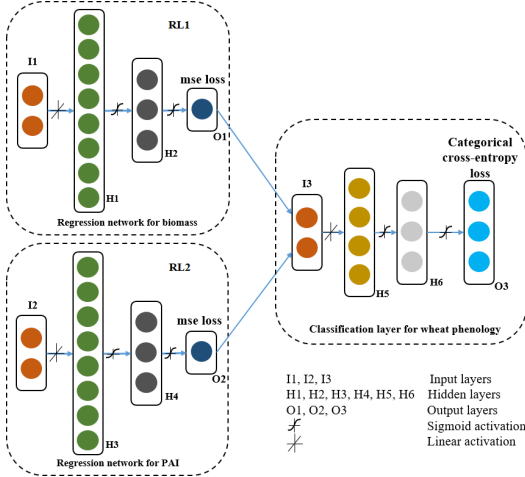 RL1
I1
mse loss
H2
O1
H1
Regression network for biomass
RL2
I2
mse loss
H4
O2
H3
Regression network for PAI
Categorical
cross-entropy
loss
I3
H5
H6
O3
Classification layer for wheat phenology
I1, I2, I3 Input layers
H1, H2, H3, H4, H5, H6 Hidden layers
O1, O2, O3 Output layers
Sigmoid activation
Linear activation